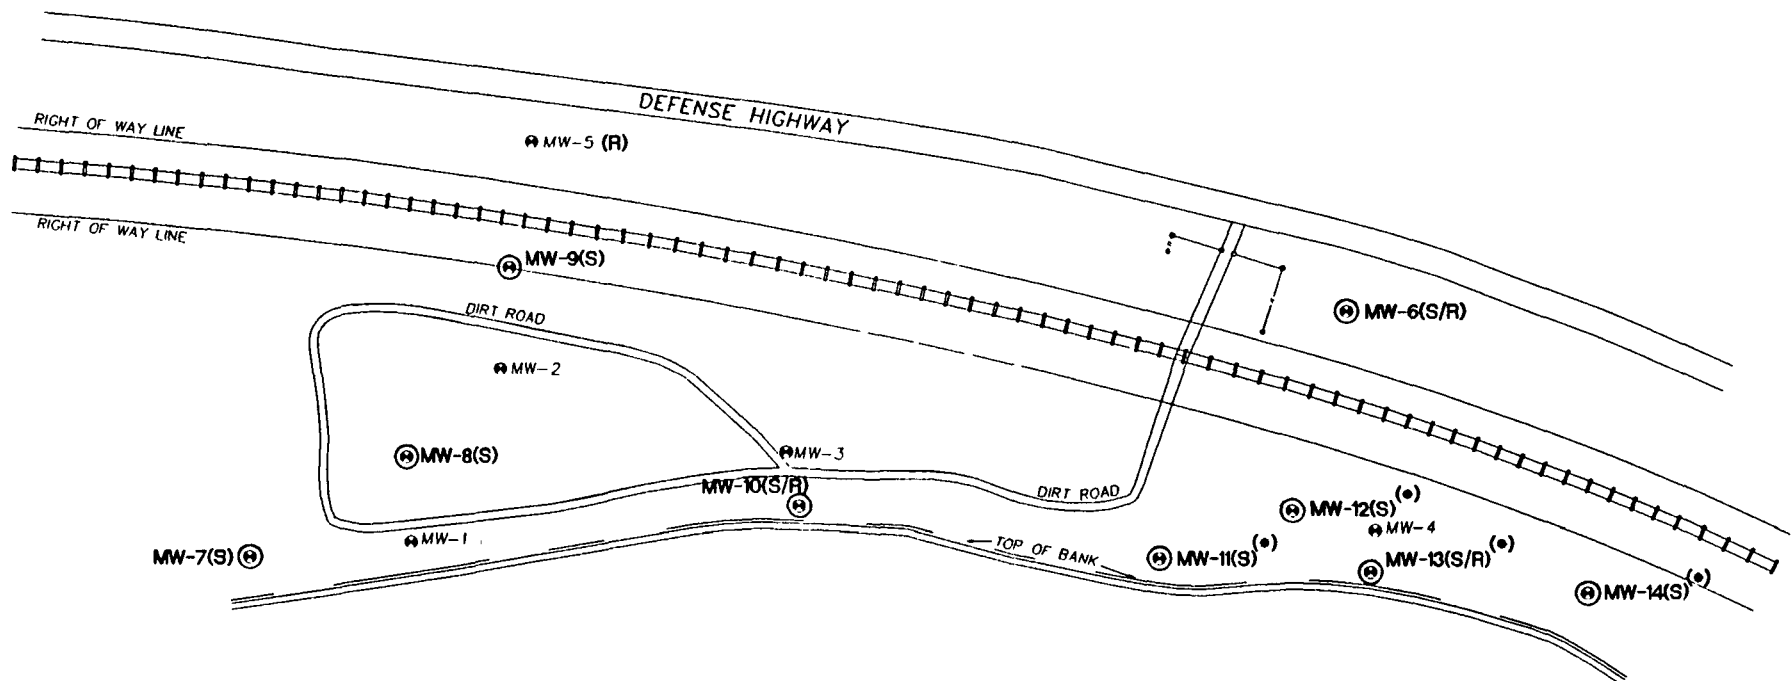 DEFENSE HIGHWAY
RIGHT OF WAY LINE
MW-5 (R)
RIGHT OF WAY LINE
MW-9(S)
DIRT ROAD
MW-6(S/R)
MW-2
MW-8(S)
MW-3
MW-10(S/R)
DIRT ROAD
MW-12(S)(•)
MW-4
MW-1
MW-7(S)
TOP OF BANK
MW-11(S)(•)
MW-13(S/R)(•)
MW-14(S)(•)